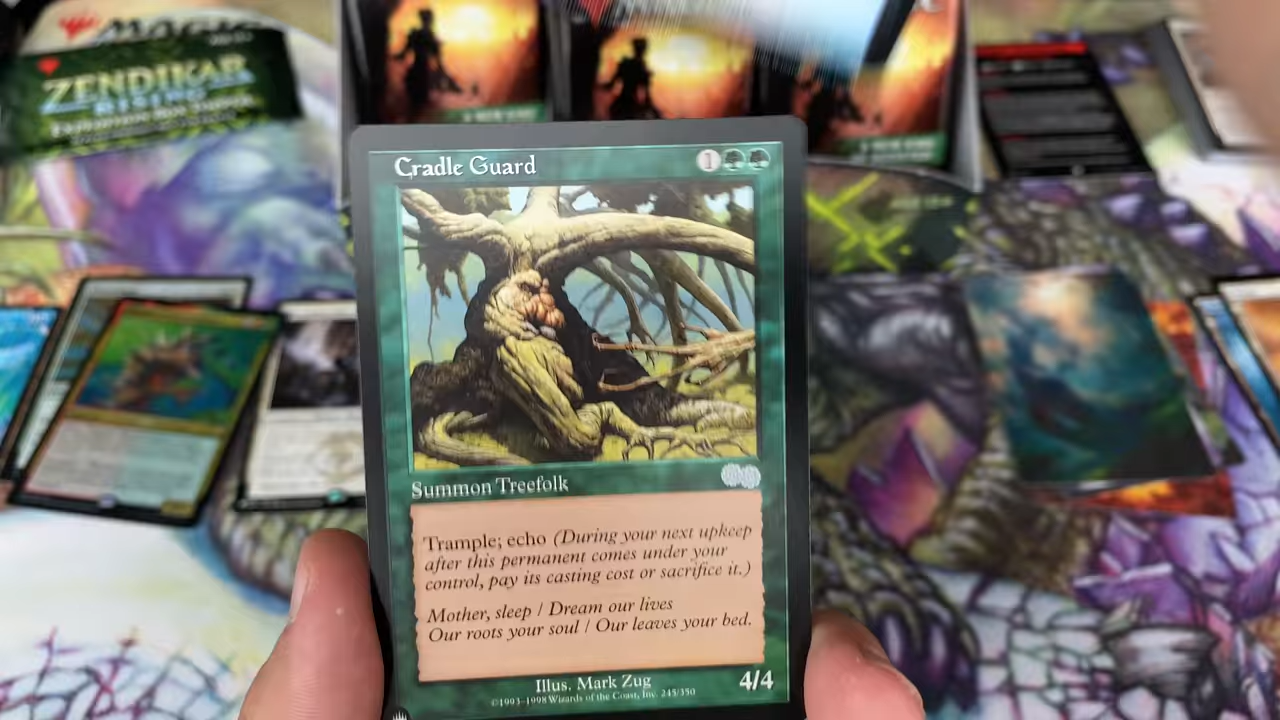 MAGIC
ZENDIKAR
RISING
Cradle Guard
1
Summon Treefolk
Trample; echo (During your next upkeep
after this permanent comes under your
control, pay its casting cost or sacrifice it.)
Mother, sleep / Dream our lives
Our roots your soul / Our leaves your bed.
Illus. Mark Zug
4/4
©1993-1998 Wizards of the Coast, Inc. 245/350